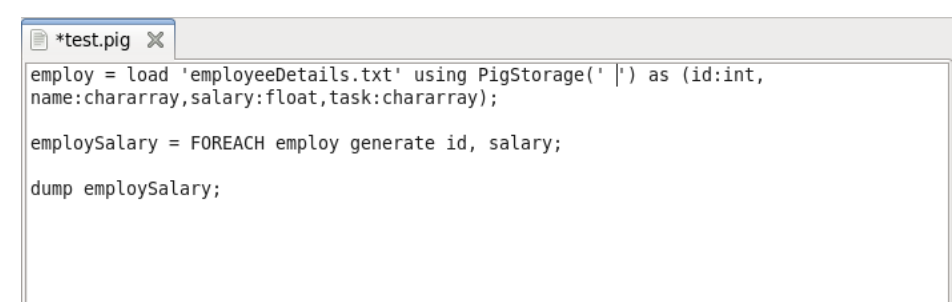 *test.pig
employ = load 'employeeDetails.txt' using PigStorage(' ') as (id:int,
name:chararray,salary:float,task:chararray);
employSalary = FOREACH employ generate id, salary;
dump employSalary;